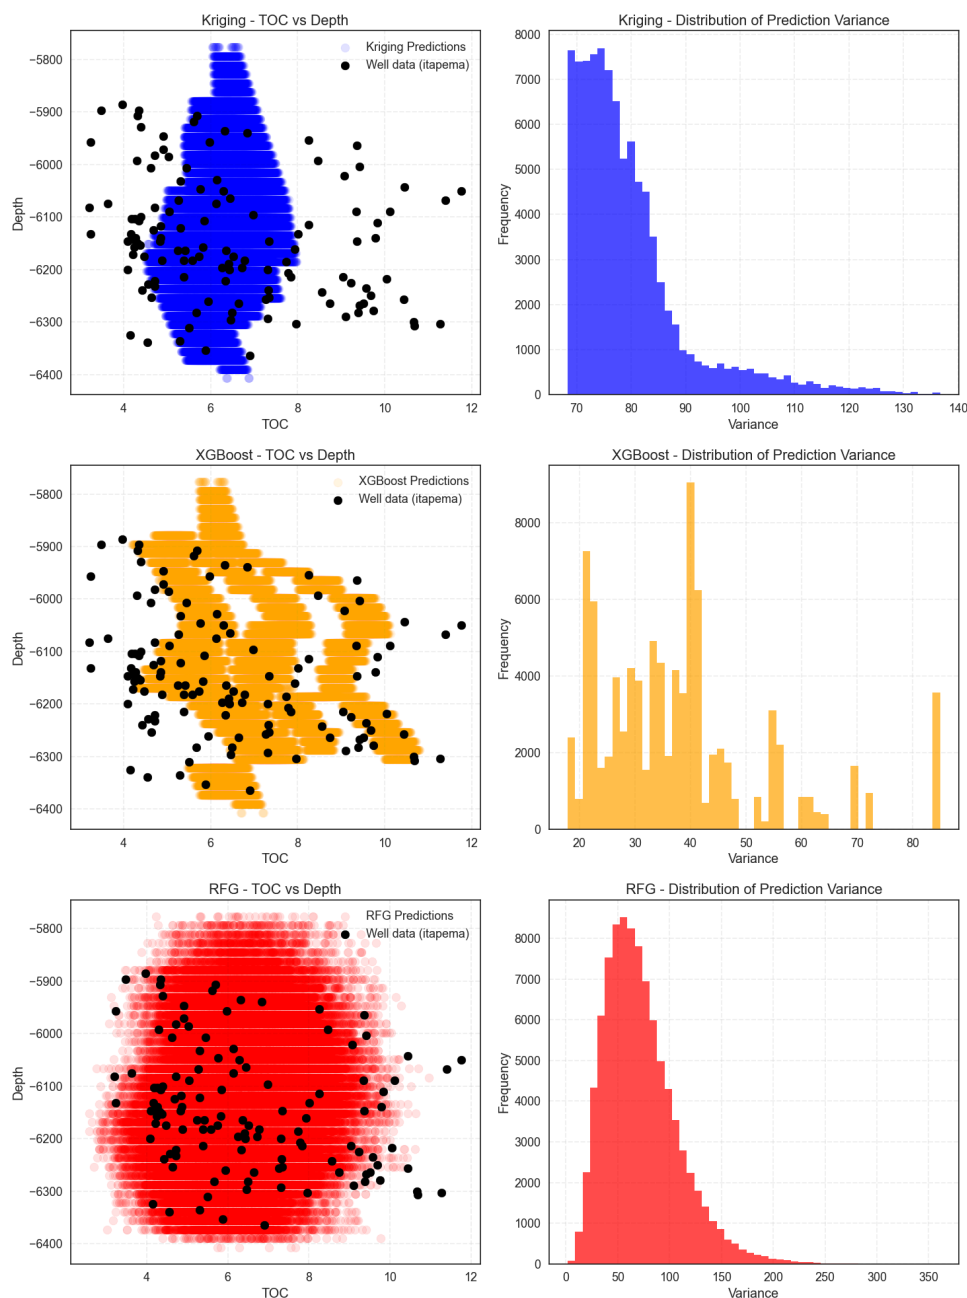 Kriging - TOC vs Depth
Kriging Predictions
Well data (itapema)
Depth
−5800
−5900
−6000
−6100
−6200
−6300
−6400
4 6 8 10 12
TOC
Kriging - Distribution of Prediction Variance
Frequency
8000
7000
6000
5000
4000
3000
2000
1000
0
70 80 90 100 110 120 130 140
Variance
XGBoost - TOC vs Depth
XGBoost Predictions
Well data (itapema)
Depth
−5800
−5900
−6000
−6100
−6200
−6300
−6400
4 6 8 10 12
TOC
XGBoost - Distribution of Prediction Variance
Frequency
8000
6000
4000
2000
0
20 30 40 50 60 70 80
Variance
RFG - TOC vs Depth
RFG Predictions
Well data (itapema)
Depth
−5800
−5900
−6000
−6100
−6200
−6300
−6400
4 6 8 10 12
TOC
RFG - Distribution of Prediction Variance
Frequency
8000
7000
6000
5000
4000
3000
2000
1000
0
0 50 100 150 200 250 300 350
Variance